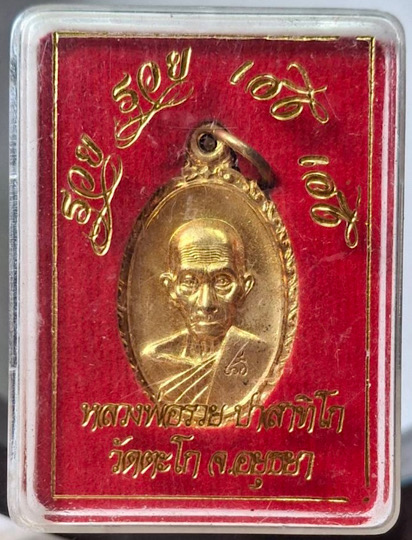 รวย รวย เฮง เฮง
หลวงพ่อรวย ปาสาทิโก
วัดตะโก จ.อยุธยา